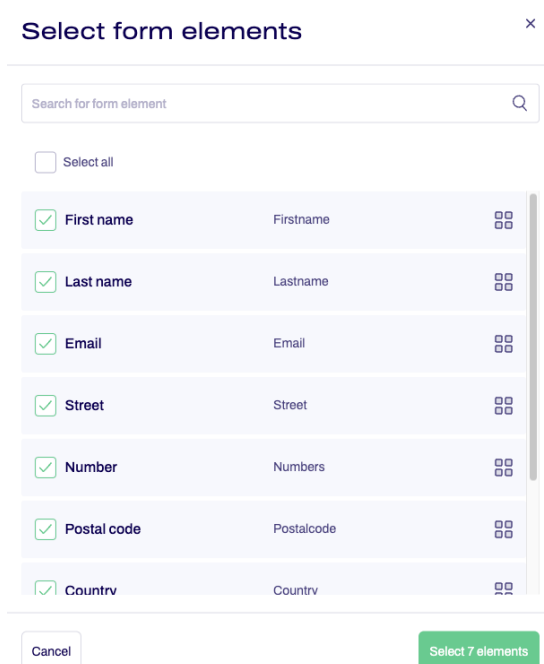 Select form elements
Search for form element
Select all
First name Firstname
Last name Lastname
Email Email
Street Street
Number Numbers
Postal code Postalcode
Country Country
Cancel Select 7 elements